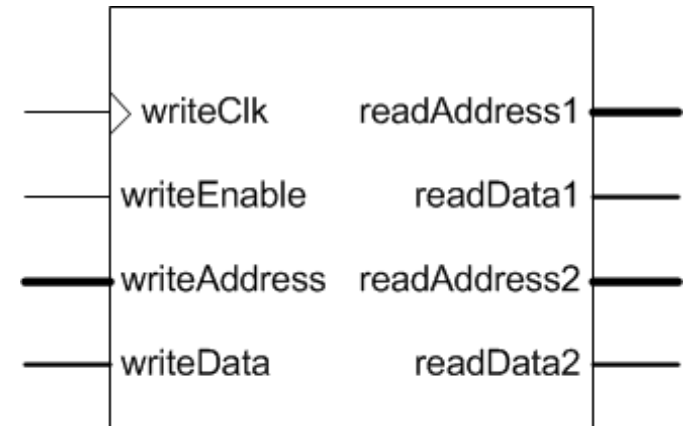 writeClk readAddress1
writeEnable readData1
writeAddress readAddress2
writeData readData2